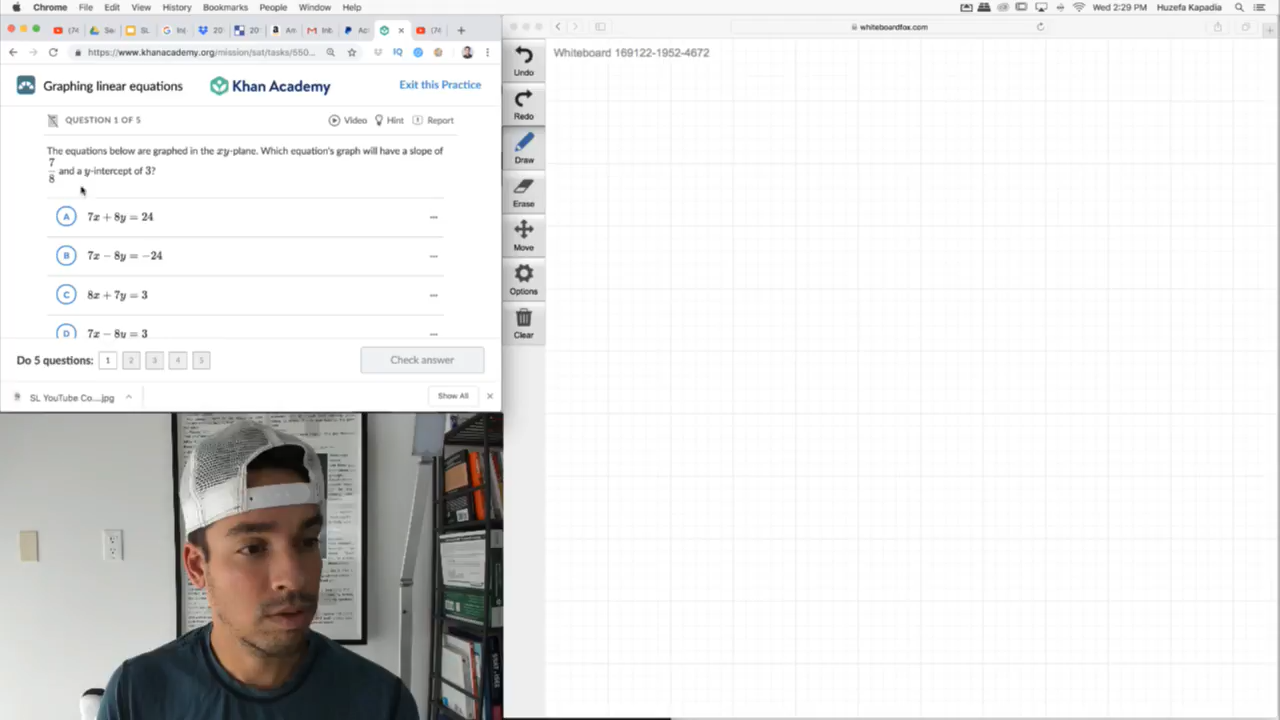 Chrome File Edit View History Bookmarks People Window Help
Wed 2:29 PM Huzefa Kapadia
(74 SL 20 Inb (74
https://www.khanacademy.org/mission/sat/tasks/550...
whiteboardfox.com
Graphing linear equations
Khan Academy
Exit this Practice
QUESTION 1 OF 5
Video Hint Report
The equations below are graphed in the xy-plane. Which equation's graph will have a slope of
7/8 and a y-intercept of 3?
A 7x + 8y = 24
B 7x − 8y = −24
C 8x + 7y = 3
D 7x − 8y = 3
Do 5 questions: 1 2 3 4 5
Check answer
SL YouTube Co....jpg
Show All
Whiteboard 169122-1952-4672
Undo
Redo
Draw
Erase
Move
Options
Clear